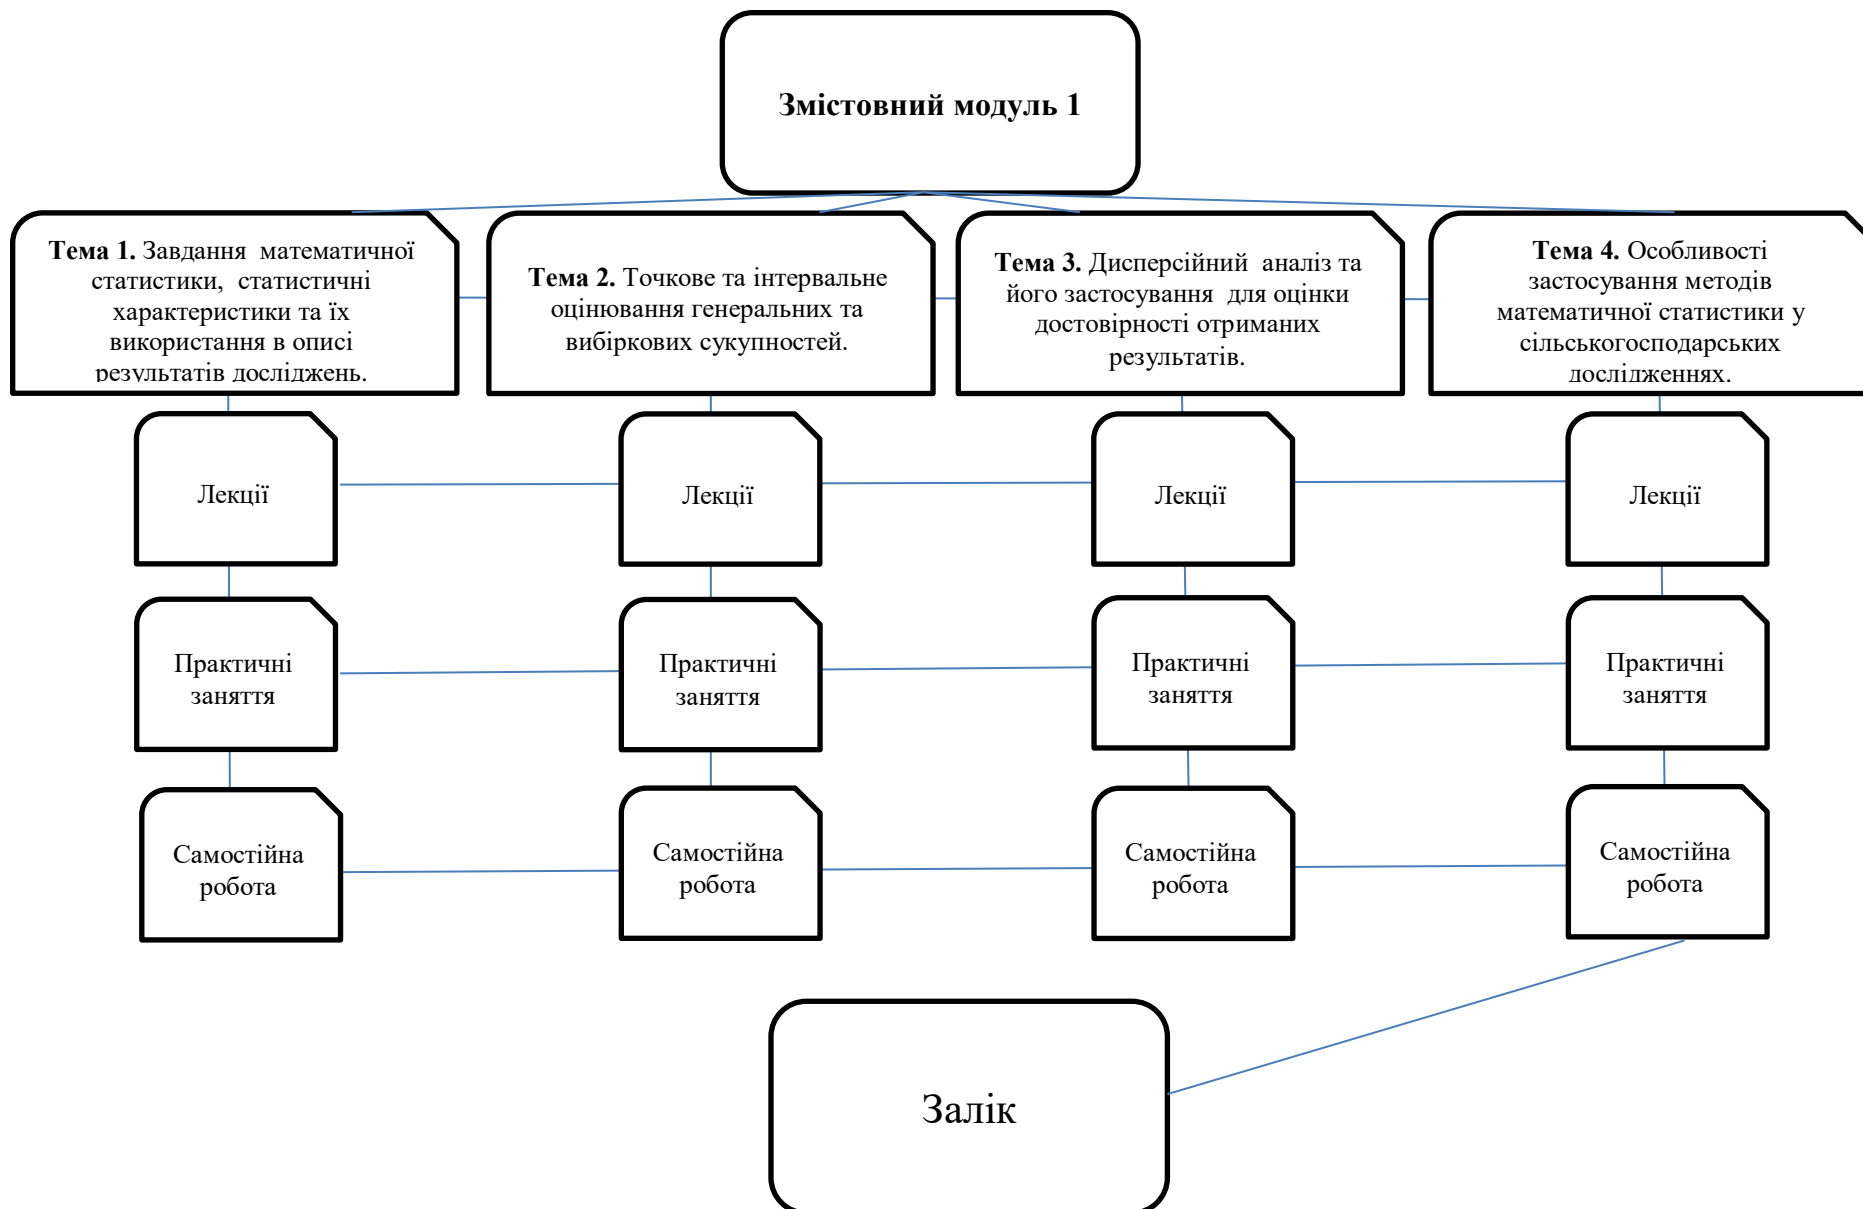 Змістовний модуль 1
Тема 1. Завдання математичної
статистики, статистичні
характеристики та їх
використання в описі
результатів досліджень.
Тема 2. Точкове та інтервальне
оцінювання генеральних та
вибіркових сукупностей.
Тема 3. Дисперсійний аналіз та
його застосування для оцінки
достовірності отриманих
результатів.
Тема 4. Особливості
застосування методів
математичної статистики у
сільськогосподарських
дослідженнях.
Лекції
Лекції
Лекції
Лекції
Практичні
заняття
Практичні
заняття
Практичні
заняття
Практичні
заняття
Самостійна
робота
Самостійна
робота
Самостійна
робота
Самостійна
робота
Залік